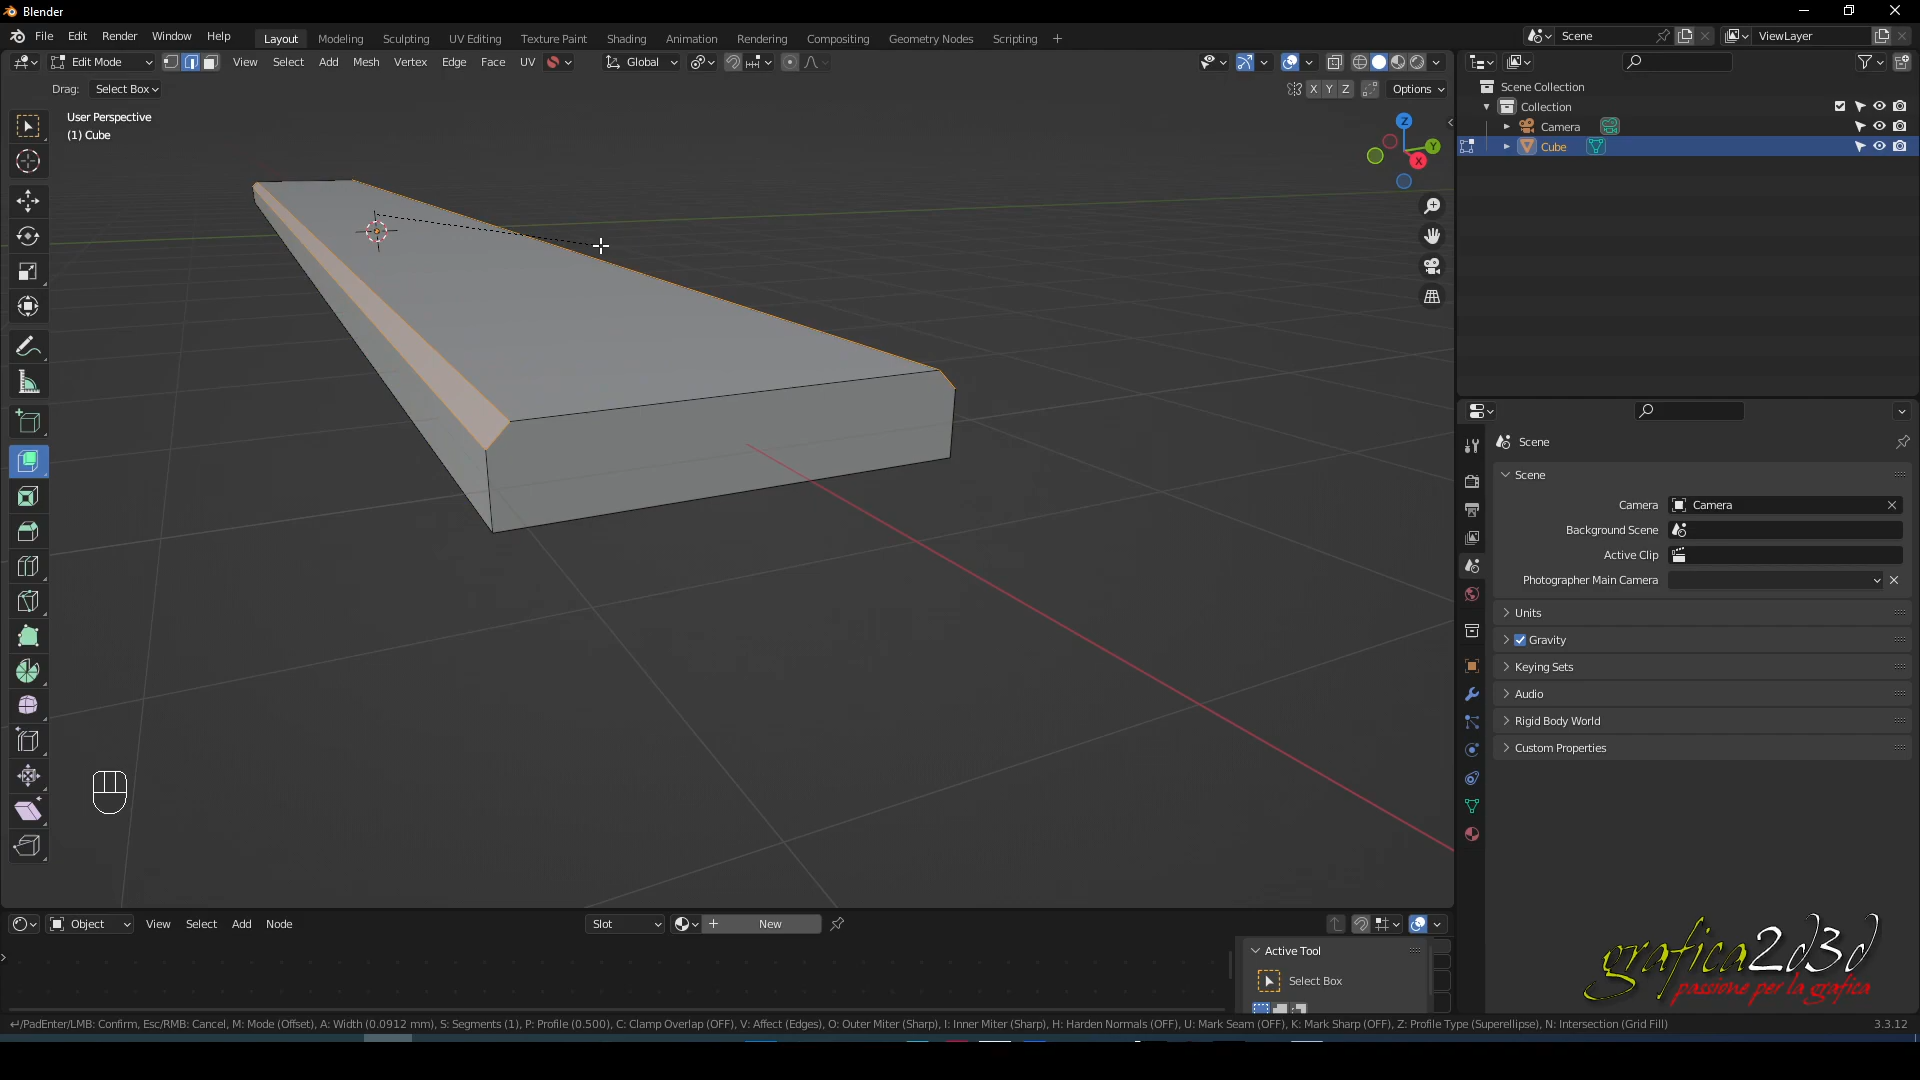 Blender
File Edit Render Window Help
Layout Modeling Sculpting UV Editing Texture Paint Shading Animation Rendering Compositing Geometry Nodes Scripting +
Scene
ViewLayer
Edit Mode View Select Add Mesh Vertex Edge Face UV
Global
Drag: Select Box
X Y Z
Options
User Perspective
(1) Cube
Z
Y
X
Scene Collection
Collection
Camera
Cube
Scene
Scene
Camera Camera
Background Scene
Active Clip
Photographer Main Camera
Units
Gravity
Keying Sets
Audio
Rigid Body World
Custom Properties
Object View Select Add Node
Slot
+ New
Active Tool
Select Box
grafica2d3d
passione per la grafica
↵/PadEnter/LMB: Confirm, Esc/RMB: Cancel, M: Mode (Offset), A: Width (0.0912 mm), S: Segments (1), P: Profile (0.500), C: Clamp Overlap (OFF), V: Affect (Edges), O: Outer Miter (Sharp), I: Inner Miter (Sharp), H: Harden Normals (OFF), U: Mark Seam (OFF), K: Mark Sharp (OFF), Z: Profile Type (Superellipse), N: Intersection (Grid Fill)
3.3.12